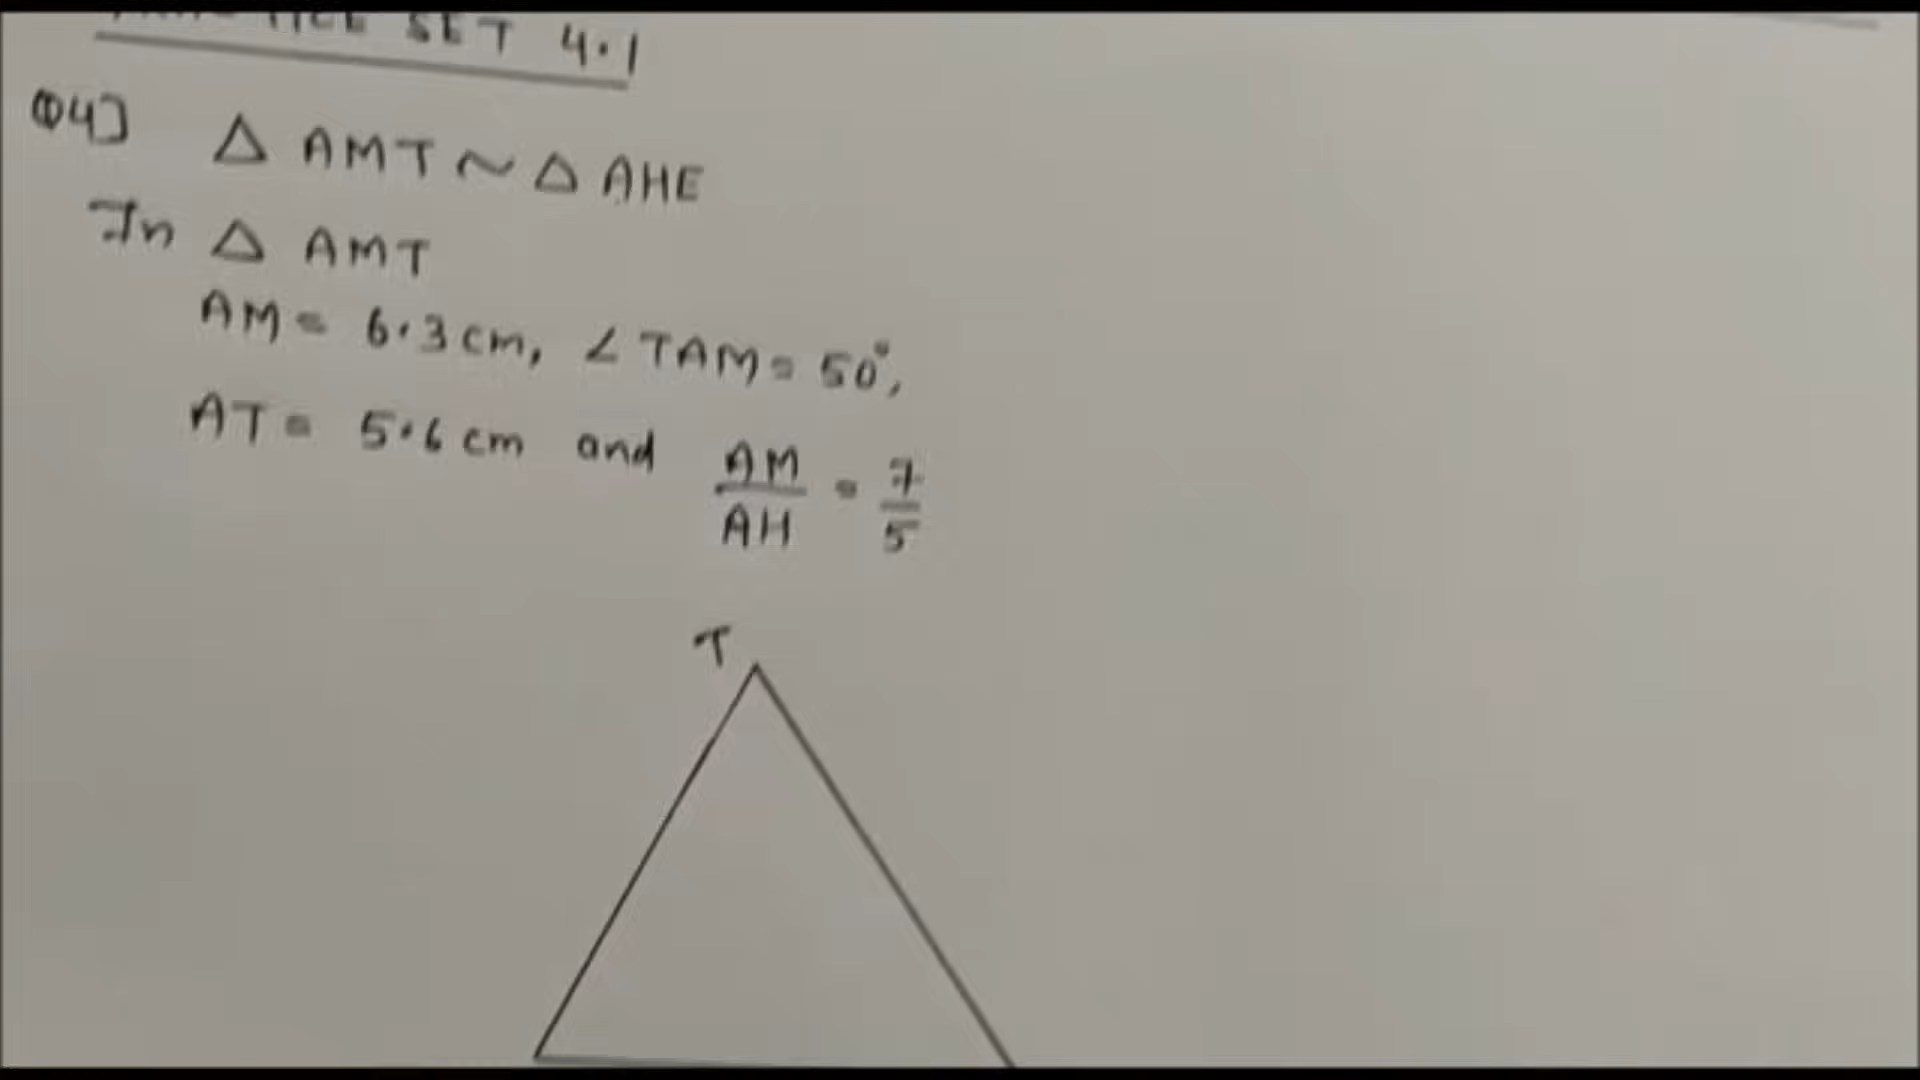 SET 4.1
Q4] △ AMT ~ △ AHE
In △ AMT
AM = 6.3 cm, ∠TAM = 50°,
AT = 5.6 cm and AM/AH = 7/5
T